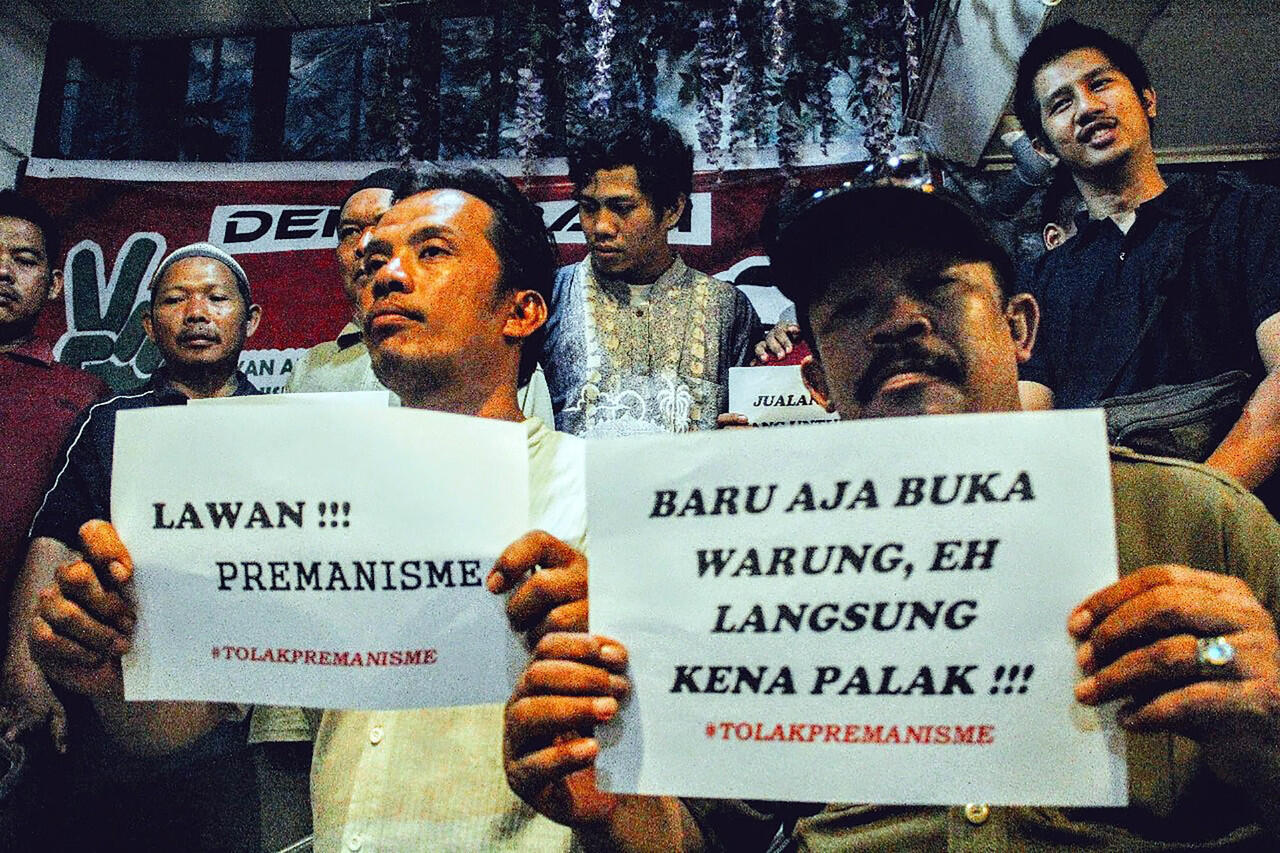 LAWAN !!!
PREMANISME
#TOLAKPREMANISME
BARU AJA BUKA
WARUNG, EH
LANGSUNG
KENA PALAK !!!
#TOLAKPREMANISME